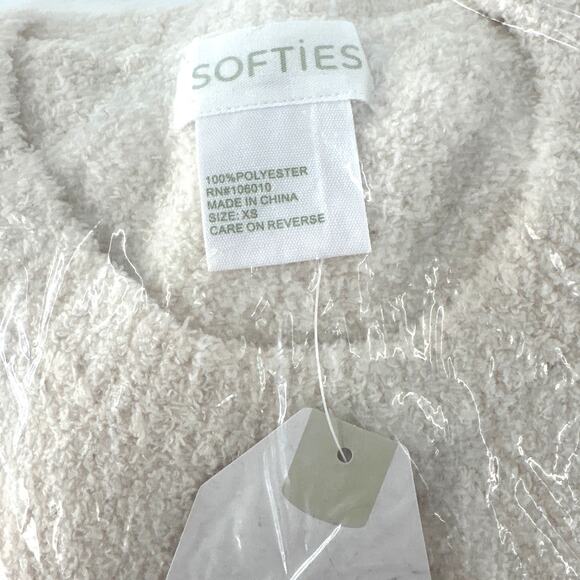 SOFTiES
100%POLYESTER
RN#106010
MADE IN CHINA
SIZE: XS
CARE ON REVERSE